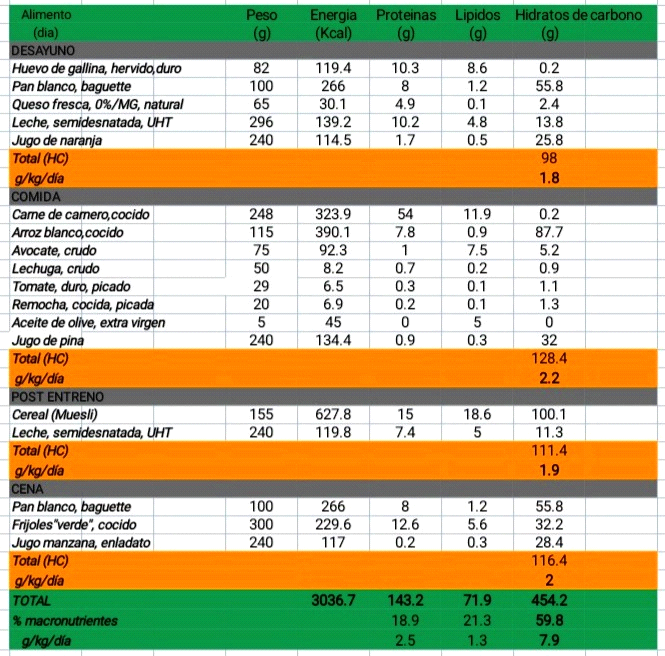 Alimento Peso Energia Proteinas Lipidos Hidratos de carbono
(dia) (g) (Kcal) (g) (g) (g)
DESAYUNO
Huevo de gallina, hervido,duro 82 119.4 10.3 8.6 0.2
Pan blanco, baguette 100 266 8 1.2 55.8
Queso fresca, 0%/MG, natural 65 30.1 4.9 0.1 2.4
Leche, semidesnatada, UHT 296 139.2 10.2 4.8 13.8
Jugo de naranja 240 114.5 1.7 0.5 25.8
Total (HC) 98
g/kg/día 1.8
COMIDA
Carne de carnero,cocido 248 323.9 54 11.9 0.2
Arroz blanco,cocido 115 390.1 7.8 0.9 87.7
Avocate, crudo 75 92.3 1 7.5 5.2
Lechuga, crudo 50 8.2 0.7 0.2 0.9
Tomate, duro, picado 29 6.5 0.3 0.1 1.1
Remocha, cocida, picada 20 6.9 0.2 0.1 1.3
Aceite de olive, extra virgen 5 45 0 5 0
Jugo de pina 240 134.4 0.9 0.3 32
Total (HC) 128.4
g/kg/día 2.2
POST ENTRENO
Cereal (Muesli) 155 627.8 15 18.6 100.1
Leche, semidesnatada, UHT 240 119.8 7.4 5 11.3
Total (HC) 111.4
g/kg/día 1.9
CENA
Pan blanco, baguette 100 266 8 1.2 55.8
Frijoles"verde", cocido 300 229.6 12.6 5.6 32.2
Jugo manzana, enlatado 240 117 0.2 0.3 28.4
Total (HC) 116.4
g/kg/día 2
TOTAL 3036.7 143.2 71.9 454.2
% macronutrientes 18.9 21.3 59.8
g/kg/día 2.5 1.3 7.9